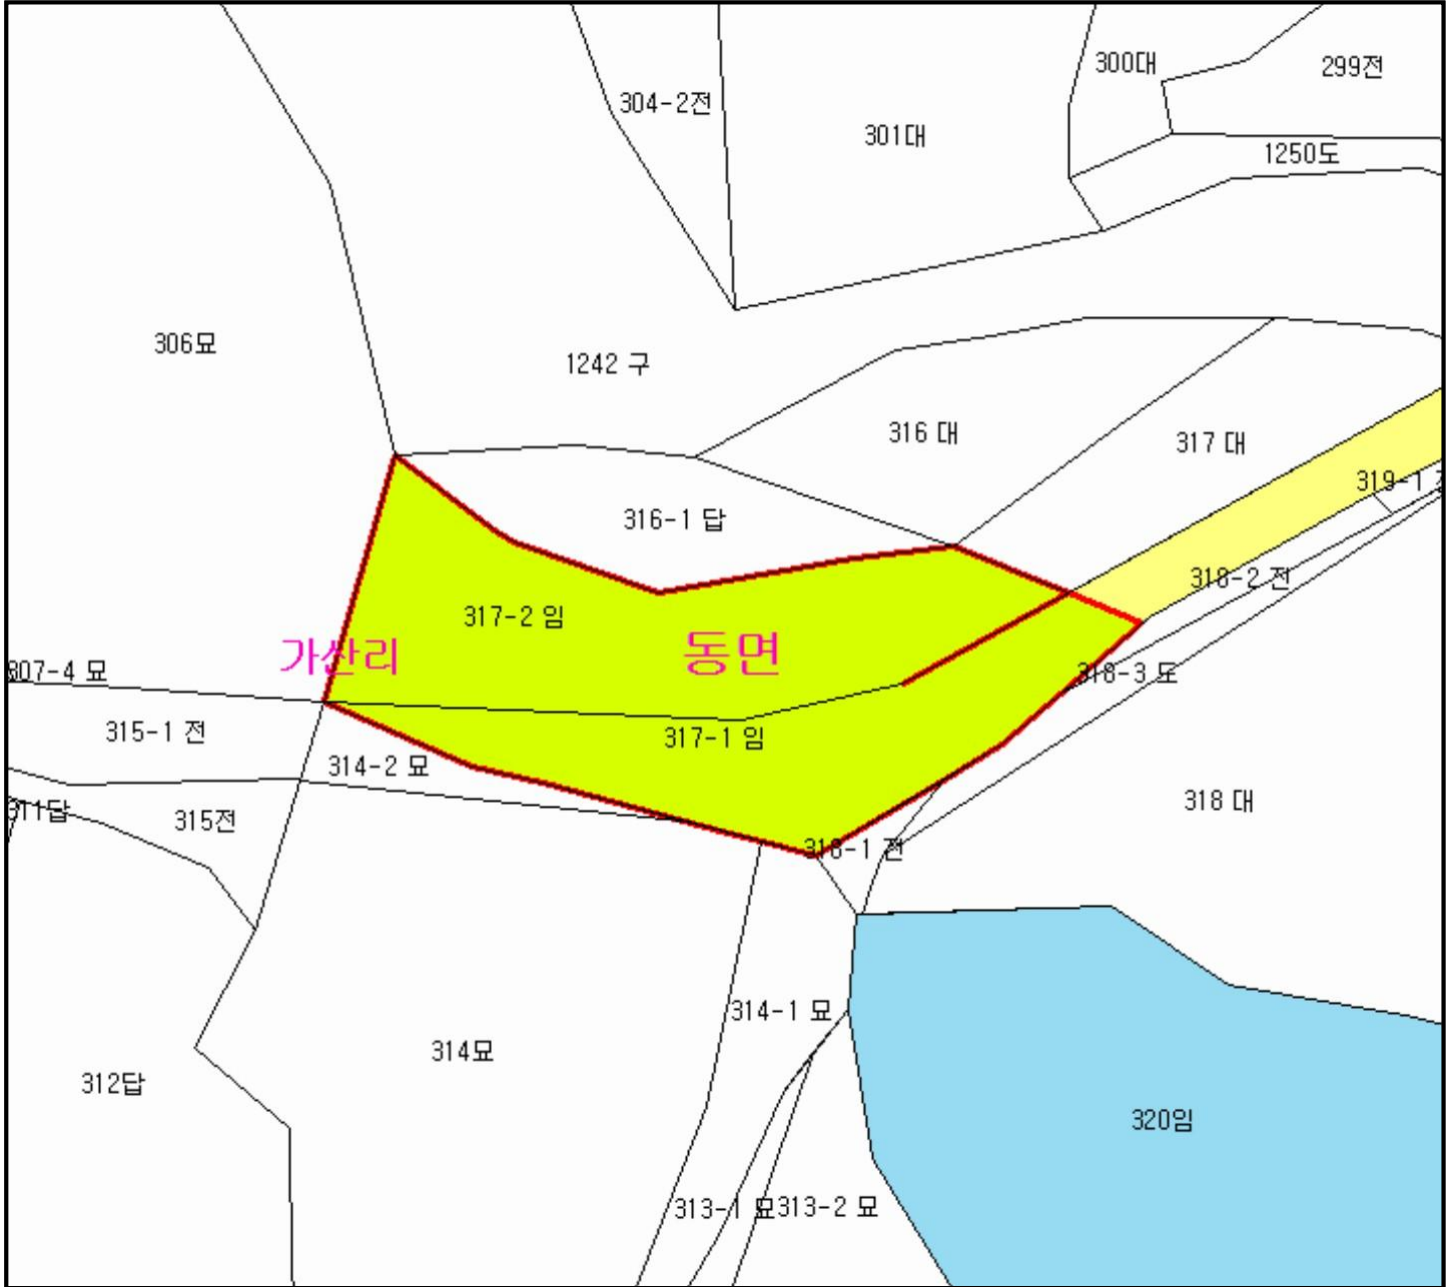 300대
299전
304-2전
301대
1250도
306묘
1242 구
316 대
317 대
319-1
316-1 답
318-2 전
317-2 임
가산리
동면
307-4 묘
318-3 도
315-1 전
317-1 임
314-2 묘
311답
315전
318 대
318-1 전
314-1 묘
314묘
312답
320임
313-1 묘
313-2 묘